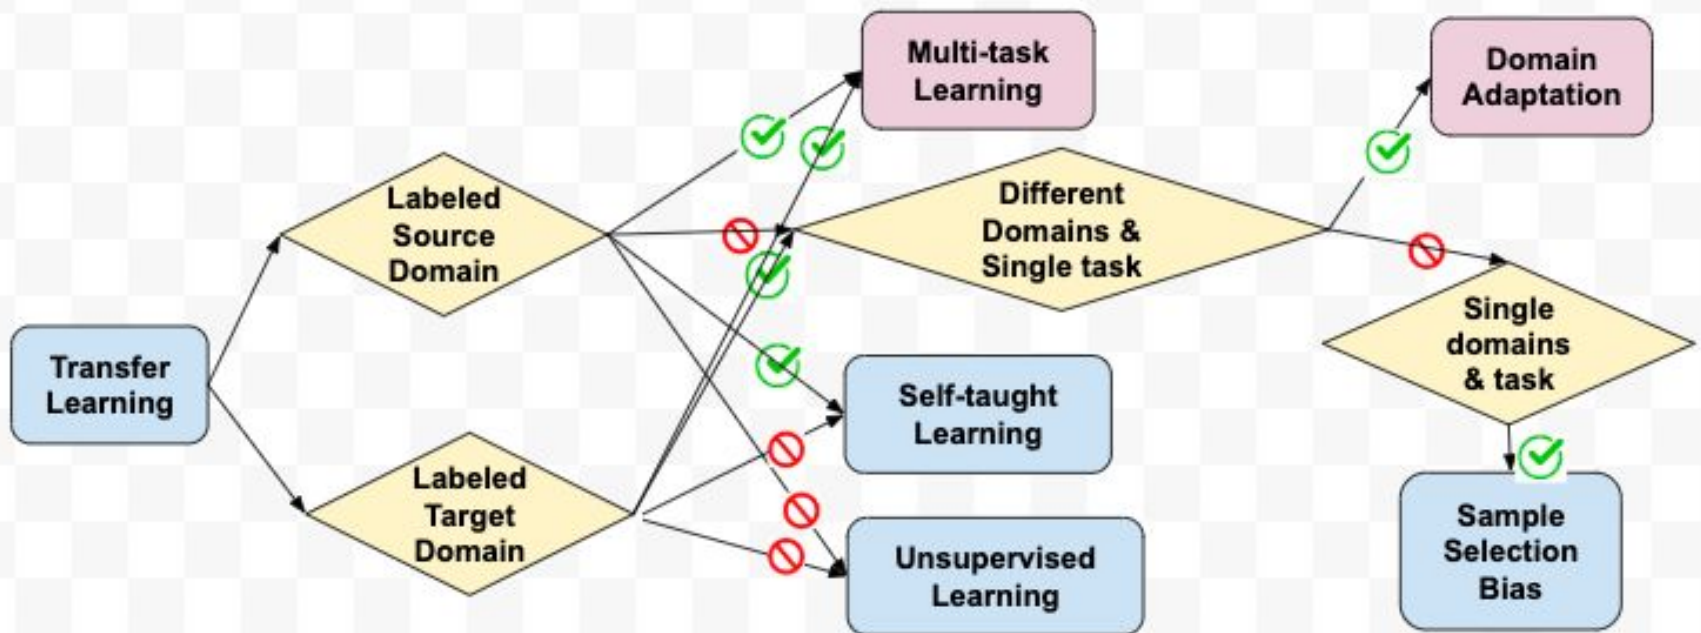 Transfer
Learning
Labeled
Source
Domain
Labeled
Target
Domain
Multi-task
Learning
Different
Domains &
Single task
Self-taught
Learning
Unsupervised
Learning
Domain
Adaptation
Single
domains
& task
Sample
Selection
Bias